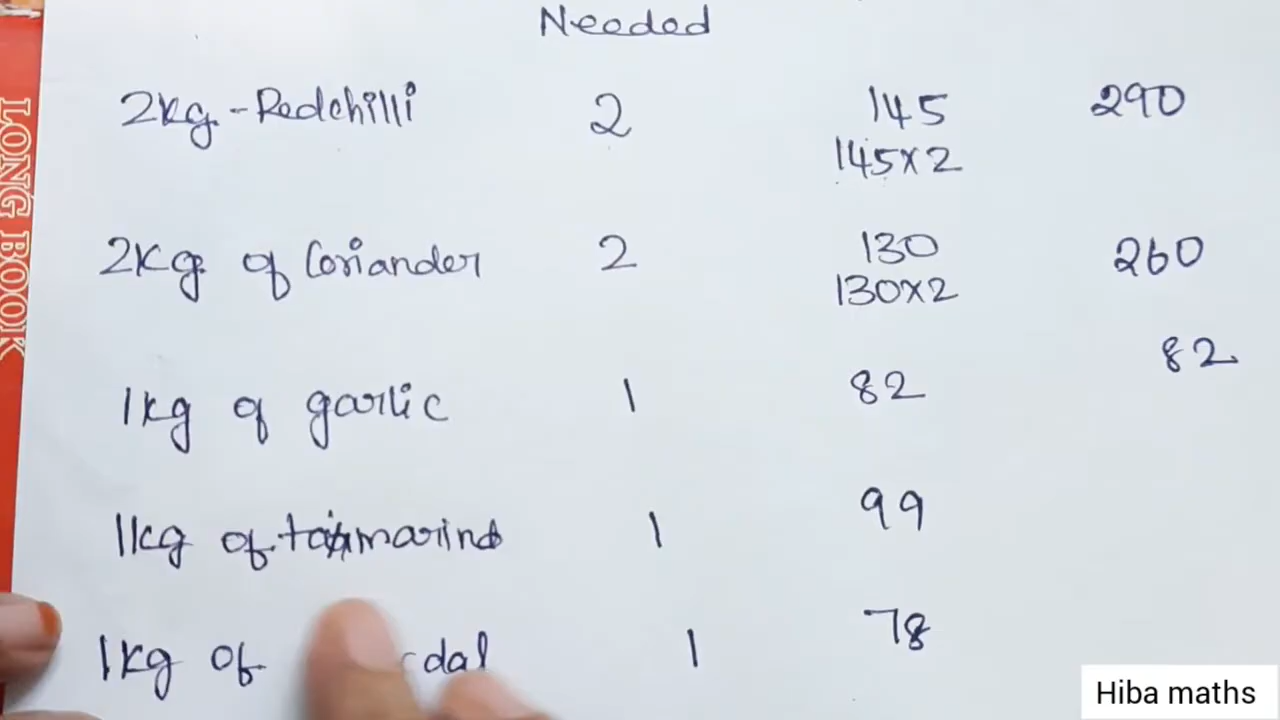 Needed
2kg - Redchilli 2 145 290
145x2
2kg of Coriander 2 130 260
130x2
1kg of garlic 1 82 82
1kg of tamarind 1 99
1kg of dal 1 78
LONG BOOK
Hiba maths